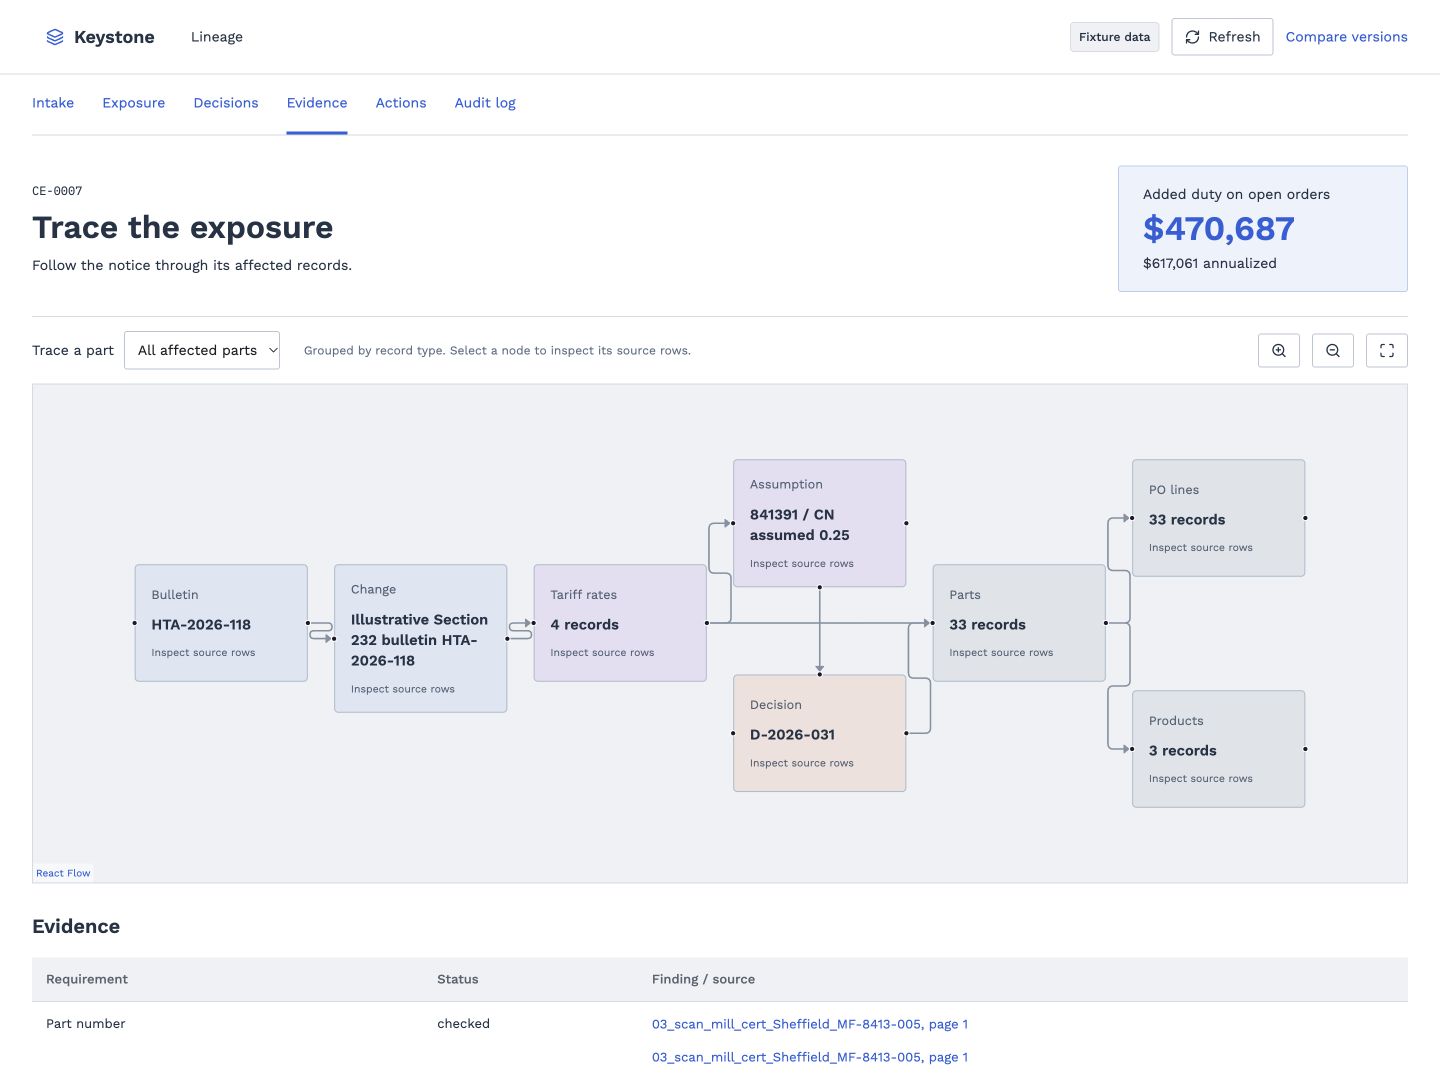 Keystone
Lineage
Fixture data
Refresh
Compare versions
Intake
Exposure
Decisions
Evidence
Actions
Audit log
CE-0007
Trace the exposure
Follow the notice through its affected records.
Added duty on open orders
$470,687
$617,061 annualized
Trace a part
All affected parts
Grouped by record type. Select a node to inspect its source rows.
Bulletin
HTA-2026-118
Inspect source rows
Change
Illustrative Section
232 bulletin HTA-
2026-118
Inspect source rows
Tariff rates
4 records
Inspect source rows
Assumption
841391 / CN
assumed 0.25
Inspect source rows
Decision
D-2026-031
Inspect source rows
Parts
33 records
Inspect source rows
PO lines
33 records
Inspect source rows
Products
3 records
Inspect source rows
React Flow
Evidence
Requirement
Status
Finding / source
Part number
checked
03_scan_mill_cert_Sheffield_MF-8413-005, page 1
03_scan_mill_cert_Sheffield_MF-8413-005, page 1